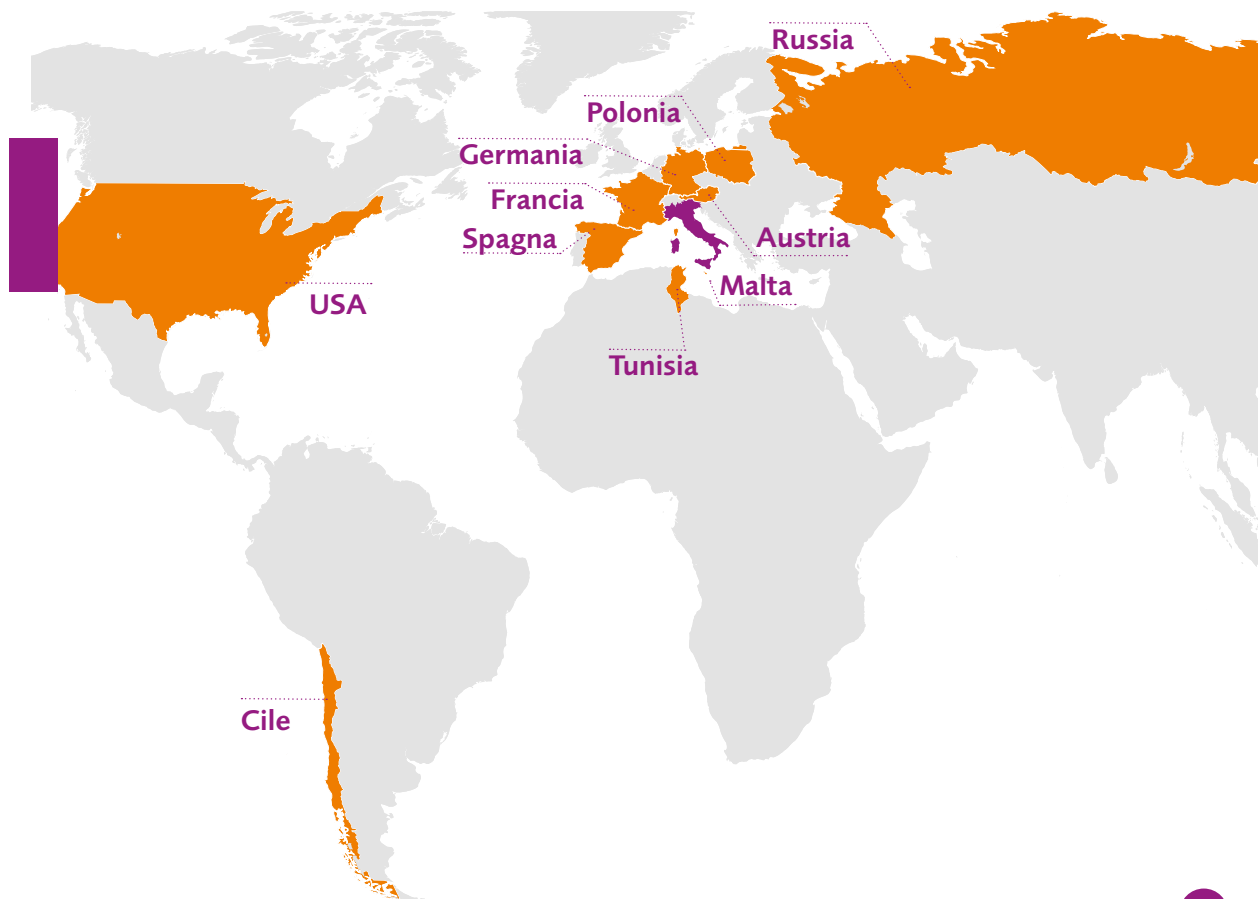 Russia
Polonia
Germania
Francia
Spagna
Austria
Malta
USA
Tunisia
Cile